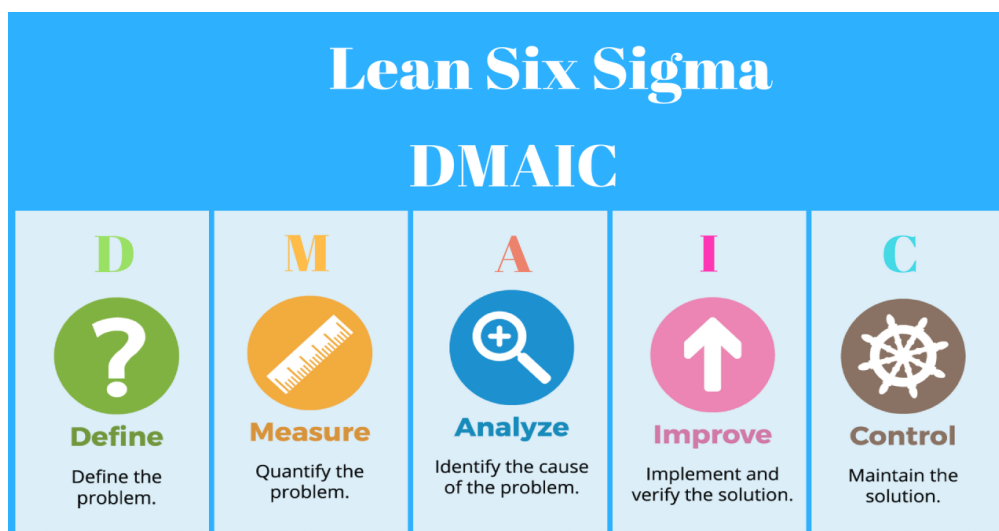 Lean Six Sigma
DMAIC
D
Define
Define the
problem.
M
Measure
Quantify the
problem.
A
Analyze
Identify the cause
of the problem.
I
Improve
Implement and
verify the solution.
C
Control
Maintain the
solution.